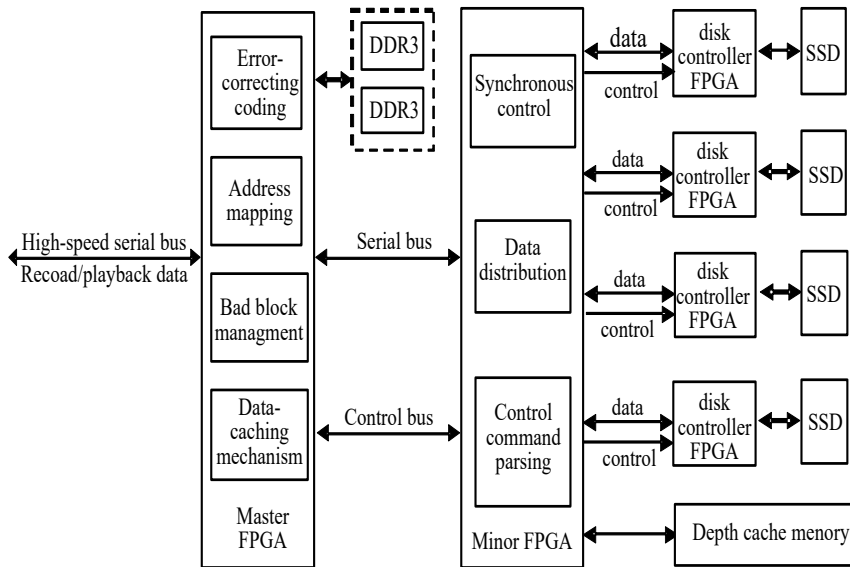 High-speed serial bus
Recoad/playback data
Error-
correcting
coding
Address
mapping
Bad block
managment
Data-
caching
mechanism
Master
FPGA
DDR3
DDR3
Serial bus
Control bus
Synchronous
control
Data
distribution
Control
command
parsing
Minor FPGA
data
control
disk
controller
FPGA
SSD
data
control
disk
controller
FPGA
SSD
data
control
disk
controller
FPGA
SSD
data
control
disk
controller
FPGA
SSD
Depth cache menory